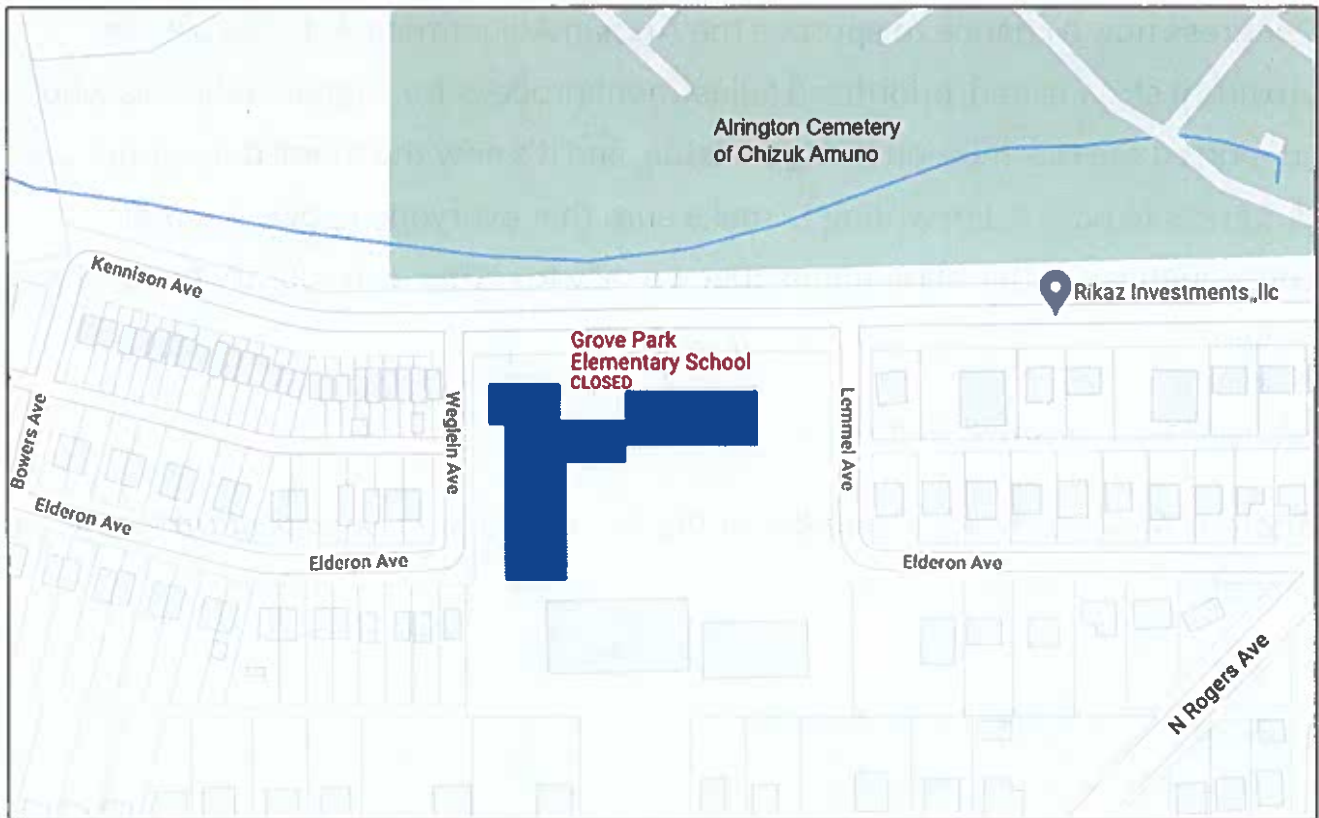 Alrington Cemetery
of Chizuk Amuno
Kennison Ave
Rikaz Investments,,llc
Grove Park
Elementary School
CLOSED
Bowers Ave
Weglein Ave
Lemmel Ave
Elderon Ave
Elderon Ave
Elderon Ave
N Rogers Ave